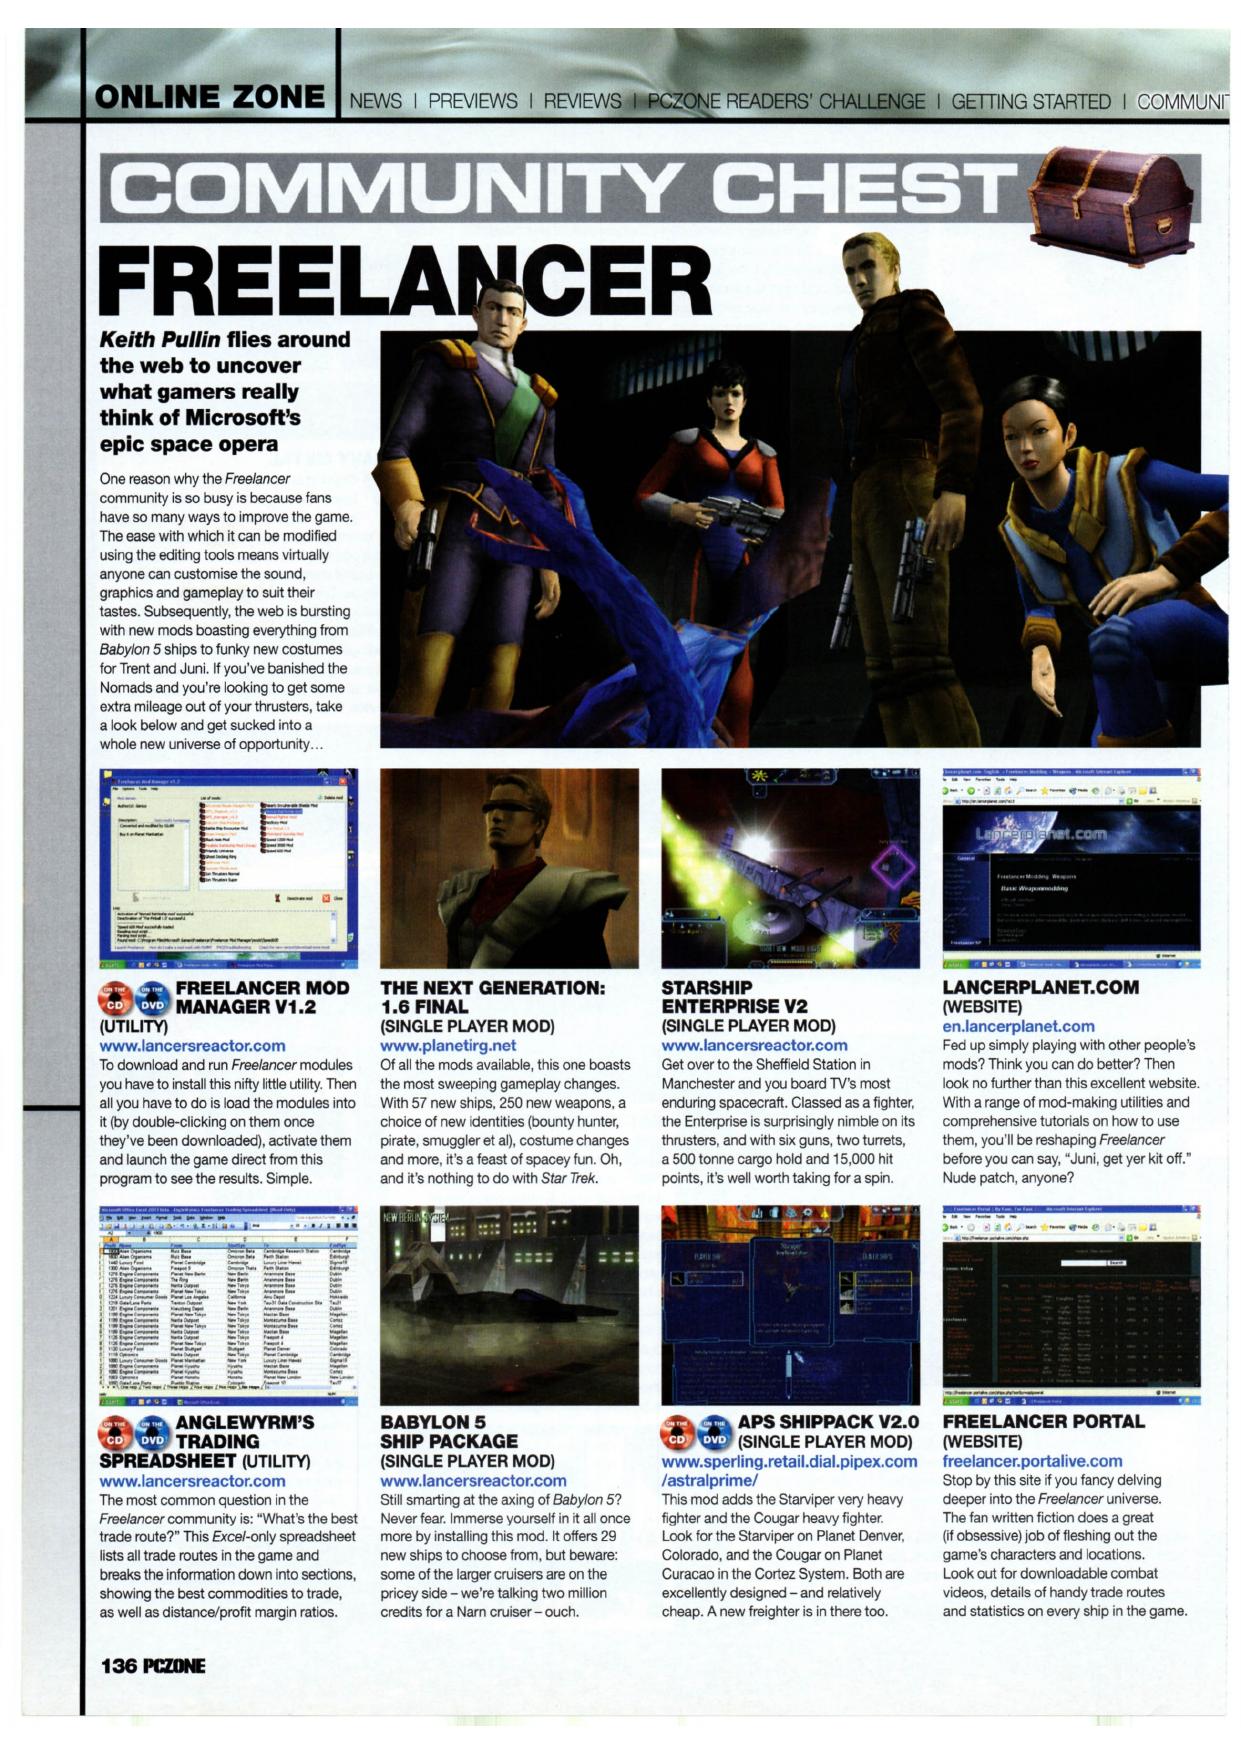 ONLINE ZONE
NEWS | PREVIEWS | REVIEWS | PCZONE READERS' CHALLENGE | GETTING STARTED | COMMUNI
COMMUNITY CHEST
FREELANCER
Keith Pullin flies around
the web to uncover
what gamers really
think of Microsoft's
epic space opera
One reason why the Freelancer
community is so busy is because fans
have so many ways to improve the game.
The ease with which it can be modified
using the editing tools means virtually
anyone can customise the sound,
graphics and gameplay to suit their
tastes. Subsequently, the web is bursting
with new mods boasting everything from
Babylon 5 ships to funky new costumes
for Trent and Juni. If you've banished the
Nomads and you're looking to get some
extra mileage out of your thrusters, take
a look below and get sucked into a
whole new universe of opportunity...
Lancerplanet.com
Freelancer Modding Weapons
Basic Weaponmodding
ON THE CD
ON THE DVD
FREELANCER MOD
MANAGER V1.2
(UTILITY)
www.lancersreactor.com
To download and run Freelancer modules
you have to install this nifty little utility. Then
all you have to do is load the modules into
it (by double-clicking on them once
they've been downloaded), activate them
and launch the game direct from this
program to see the results. Simple.
THE NEXT GENERATION:
1.6 FINAL
(SINGLE PLAYER MOD)
www.planetirg.net
Of all the mods available, this one boasts
the most sweeping gameplay changes.
With 57 new ships, 250 new weapons, a
choice of new identities (bounty hunter,
pirate, smuggler et al), costume changes
and more, it's a feast of spacey fun. Oh,
and it's nothing to do with Star Trek.
STARSHIP
ENTERPRISE V2
(SINGLE PLAYER MOD)
www.lancersreactor.com
Get over to the Sheffield Station in
Manchester and you board TV's most
enduring spacecraft. Classed as a fighter,
the Enterprise is surprisingly nimble on its
thrusters, and with six guns, two turrets,
a 500 tonne cargo hold and 15,000 hit
points, it's well worth taking for a spin.
LANCERPLANET.COM
(WEBSITE)
en.lancerplanet.com
Fed up simply playing with other people's
mods? Think you can do better? Then
look no further than this excellent website.
With a range of mod-making utilities and
comprehensive tutorials on how to use
them, you'll be reshaping Freelancer
before you can say, "Juni, get yer kit off."
Nude patch, anyone?
NEW BERLIN SYSTEM
ON THE CD
ON THE DVD
ANGLEWYRM'S
TRADING
SPREADSHEET (UTILITY)
www.lancersreactor.com
The most common question in the
Freelancer community is: "What's the best
trade route?" This Excel-only spreadsheet
lists all trade routes in the game and
breaks the information down into sections,
showing the best commodities to trade,
as well as distance/profit margin ratios.
BABYLON 5
SHIP PACKAGE
(SINGLE PLAYER MOD)
www.lancersreactor.com
Still smarting at the axing of Babylon 5?
Never fear. Immerse yourself in it all once
more by installing this mod. It offers 29
new ships to choose from, but beware:
some of the larger cruisers are on the
pricey side – we're talking two million
credits for a Narn cruiser – ouch.
ON THE CD
ON THE DVD
APS SHIPPACK V2.0
(SINGLE PLAYER MOD)
www.sperling.retail.dial.pipex.com
/astralprime/
This mod adds the Starviper very heavy
fighter and the Cougar heavy fighter.
Look for the Starviper on Planet Denver,
Colorado, and the Cougar on Planet
Curacao in the Cortez System. Both are
excellently designed – and relatively
cheap. A new freighter is in there too.
FREELANCER PORTAL
(WEBSITE)
freelancer.portalive.com
Stop by this site if you fancy delving
deeper into the Freelancer universe.
The fan written fiction does a great
(if obsessive) job of fleshing out the
game's characters and locations.
Look out for downloadable combat
videos, details of handy trade routes
and statistics on every ship in the game.
136 PCZONE